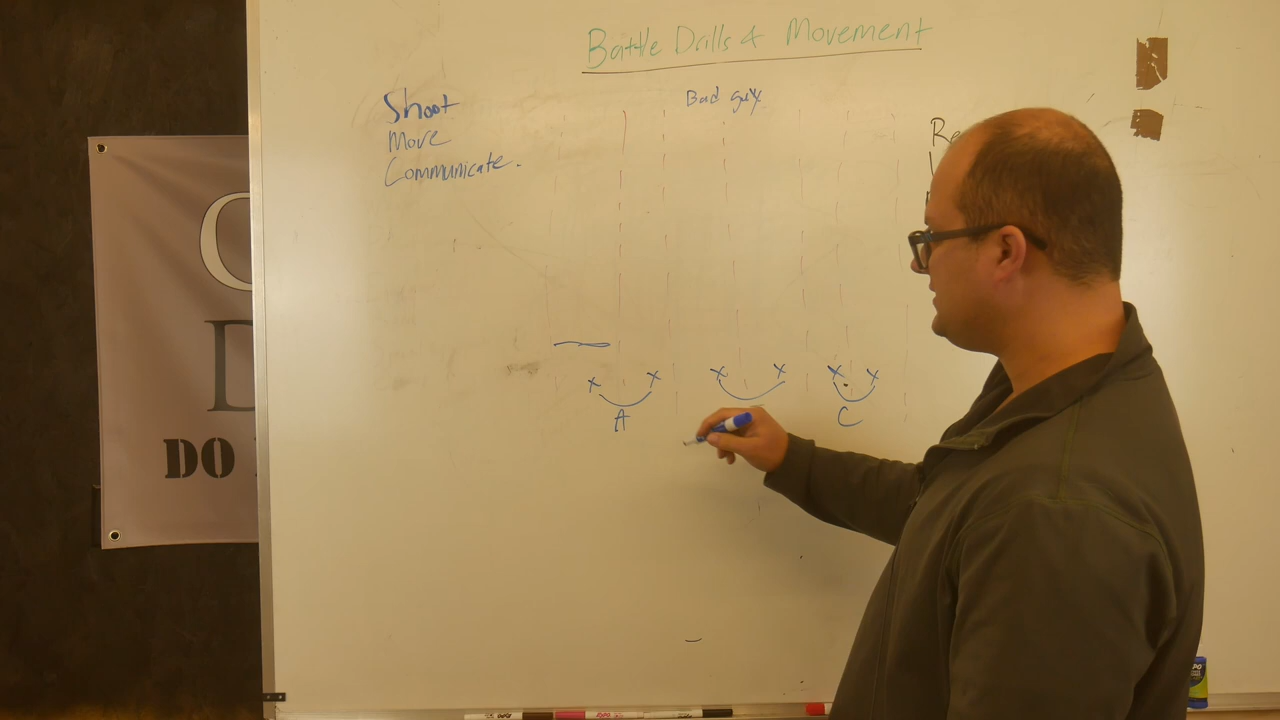 Battle Drills & Movement
Shoot
Move
Communicate.
Bad guy
X X X X X X
A C
DO